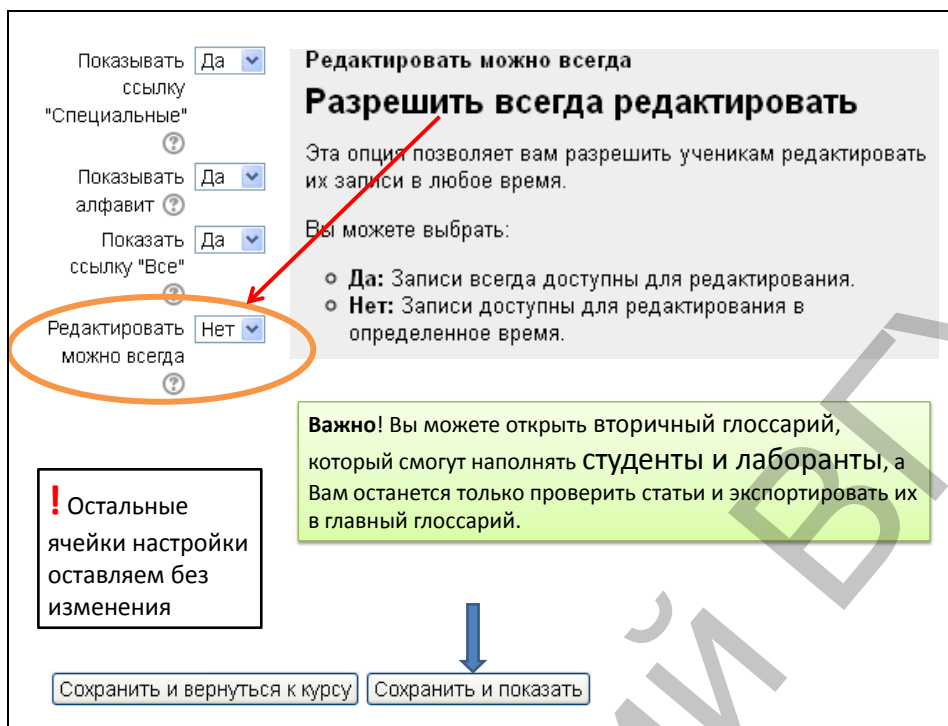 Показывать Да
ссылку
"Специальные"
Показывать Да
алфавит
Показать Да
ссылку "Все"
Редактировать Нет
можно всегда
Редактировать можно всегда
Разрешить всегда редактировать
Эта опция позволяет вам разрешить ученикам редактировать
их записи в любое время.
Вы можете выбрать:
Да: Записи всегда доступны для редактирования.
Нет: Записи доступны для редактирования в
определенное время.
Важно! Вы можете открыть вторичный глоссарий,
который смогут наполнять студенты и лаборанты, а
Вам останется только проверить статьи и экспортировать их
в главный глоссарий.
! Остальные
ячейки настройки
оставляем без
изменения
Сохранить и вернуться к курсу Сохранить и показать